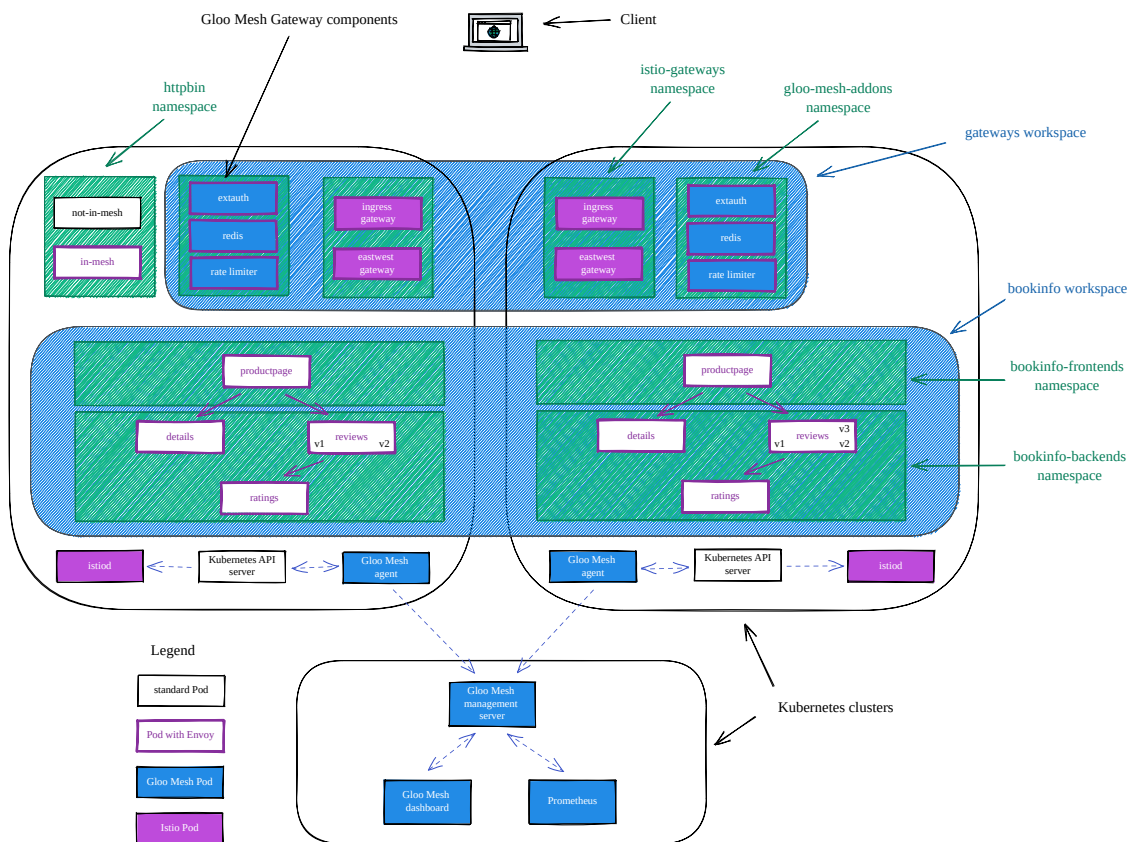 Gloo Mesh Gateway components
Client
httpbin
namespace
istio-gateways
namespace
gloo-mesh-addons
namespace
gateways workspace
not-in-mesh
in-mesh
extauth
redis
rate limiter
ingress
gateway
eastwest
gateway
ingress
gateway
eastwest
gateway
extauth
redis
rate limiter
bookinfo workspace
productpage
details
reviews
v1
v2
ratings
productpage
details
reviews
v1
v3
v2
ratings
bookinfo-frontends
namespace
bookinfo-backends
namespace
istiod
Kubernetes API
server
Gloo Mesh
agent
Gloo Mesh
agent
Kubernetes API
server
istiod
Legend
standard Pod
Pod with Envoy
Gloo Mesh Pod
Istio Pod
Gloo Mesh
management
server
Gloo Mesh
dashboard
Prometheus
Kubernetes clusters